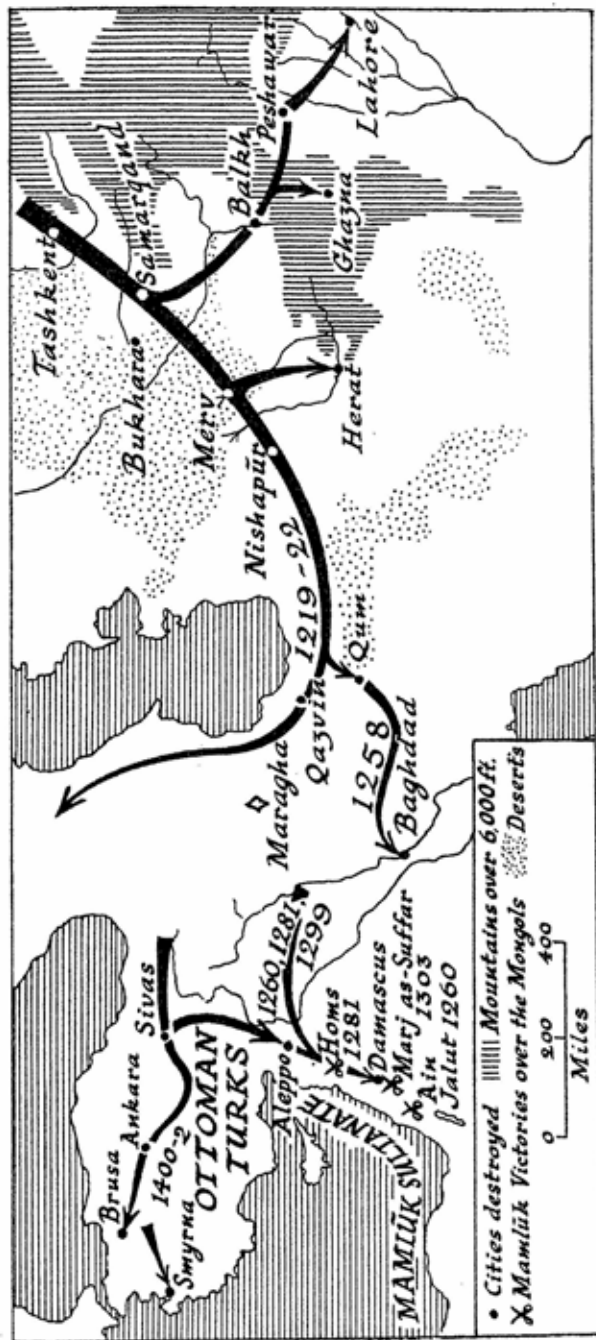 Tashkent
Samarqand
Bukhara
Merv
Nishapūr
Balkh
Peshawar
Lahore
Ghazna
Herat
1219-22
Qazvin
Qum
Maragha
1258
Baghdad
Brusa
Ankara
Sivas
1400-2
Smyrna
OTTOMAN
TURKS
1260, 1281,
1299
Aleppo
Homs
1281
Damascus
Marj as-Suffar
1303
Ain
Jalut 1260
MAMLŪK SULTANATE
Cities destroyed
Mountains over 6,000 ft.
Mamlūk Victories over the Mongols
Deserts
0 200 400
Miles